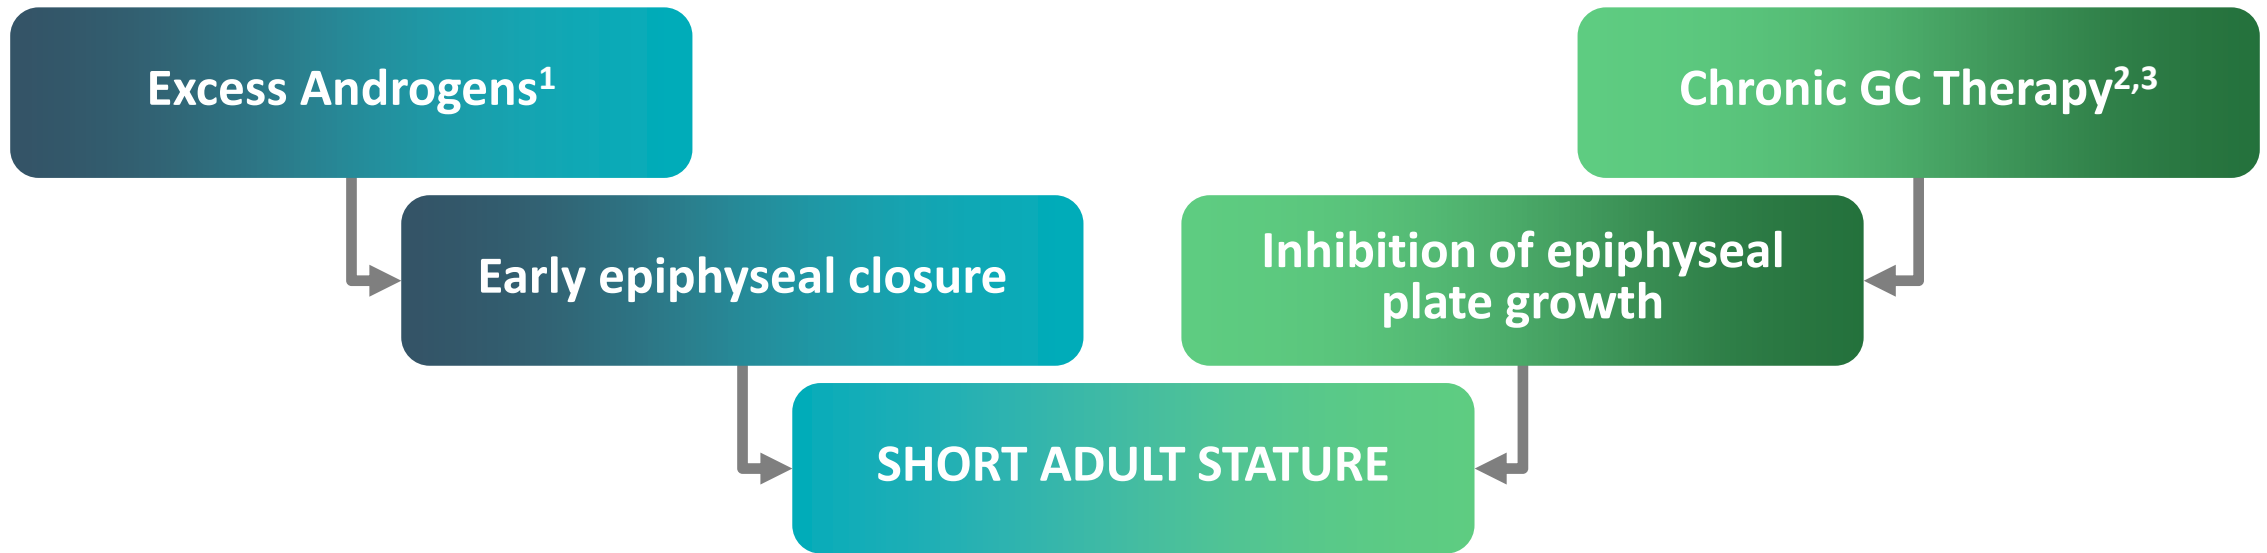 Excess Androgens¹
Chronic GC Therapy²,³
Early epiphyseal closure
Inhibition of epiphyseal
plate growth
SHORT ADULT STATURE